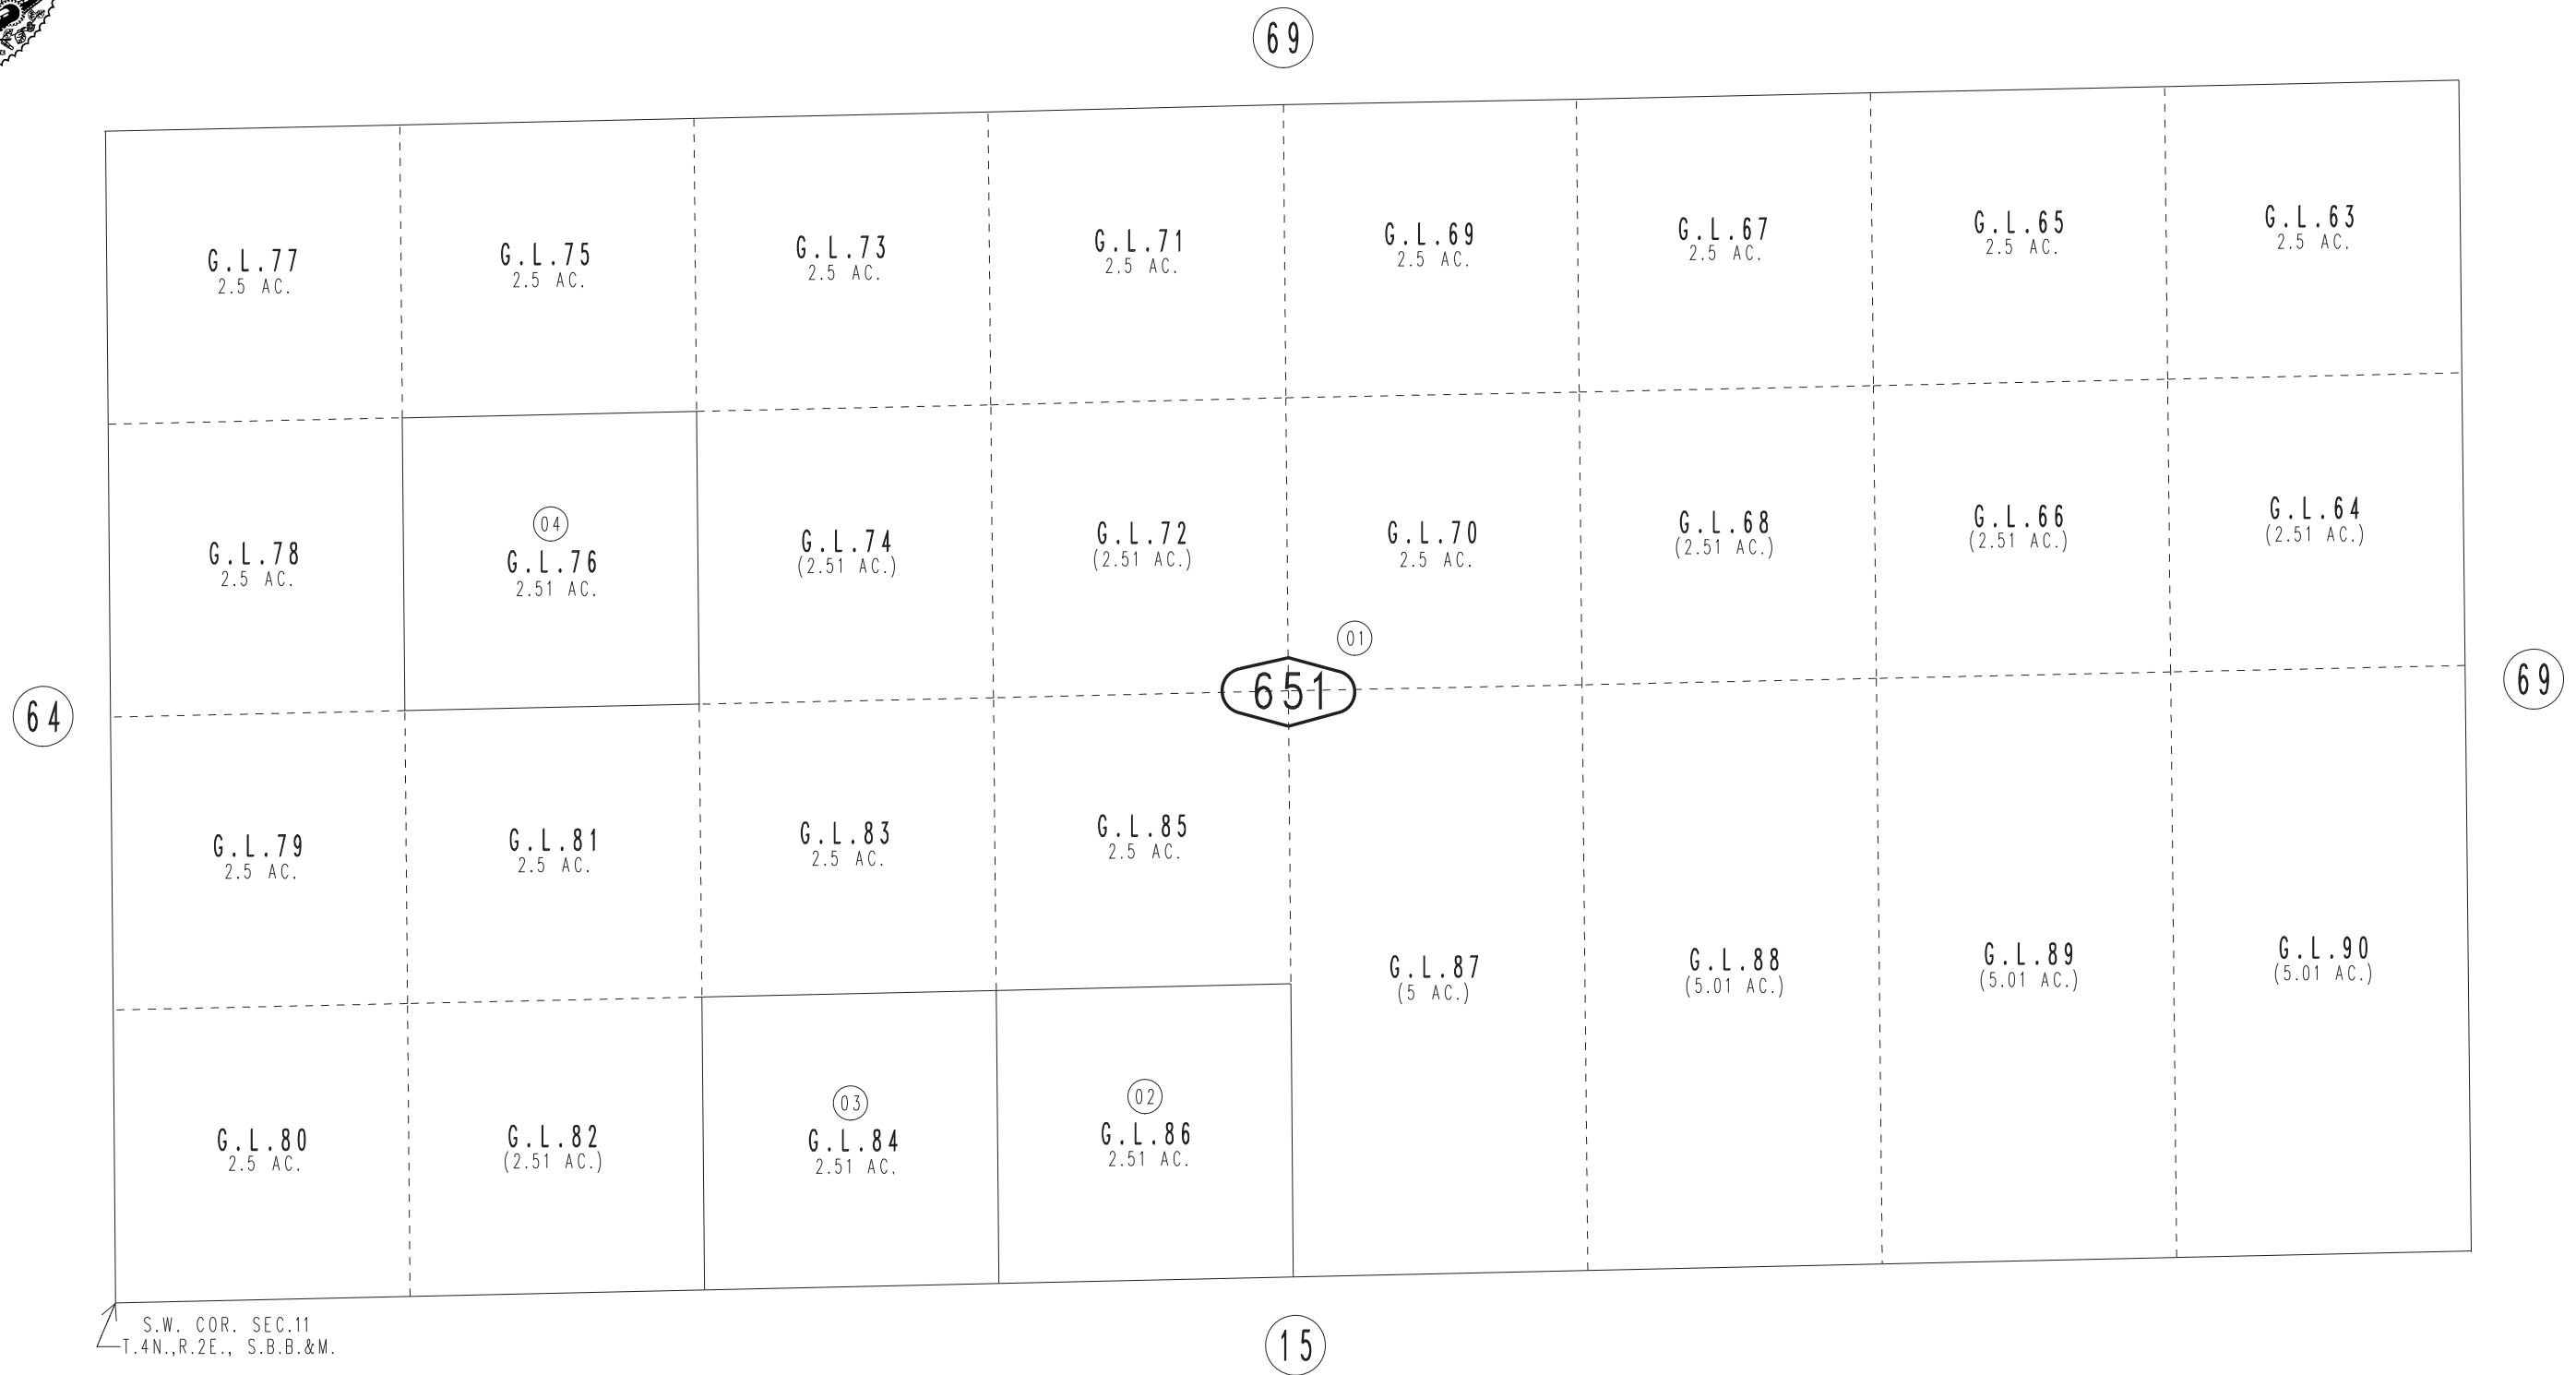 69
G.L.77
2.5 AC.
G.L.75
2.5 AC.
G.L.73
2.5 AC.
G.L.71
2.5 AC.
G.L.69
2.5 AC.
G.L.67
2.5 AC.
G.L.65
2.5 AC.
G.L.63
2.5 AC.
G.L.78
2.5 AC.
04
G.L.76
2.51 AC.
G.L.74
(2.51 AC.)
G.L.72
(2.51 AC.)
G.L.70
2.5 AC.
G.L.68
(2.51 AC.)
G.L.66
(2.51 AC.)
G.L.64
(2.51 AC.)
01
651
64
69
G.L.79
2.5 AC.
G.L.81
2.5 AC.
G.L.83
2.5 AC.
G.L.85
2.5 AC.
G.L.87
(5 AC.)
G.L.88
(5.01 AC.)
G.L.89
(5.01 AC.)
G.L.90
(5.01 AC.)
G.L.80
2.5 AC.
G.L.82
(2.51 AC.)
03
G.L.84
2.51 AC.
02
G.L.86
2.51 AC.
S.W. COR. SEC.11
T.4N.,R.2E., S.B.B.&M.
15